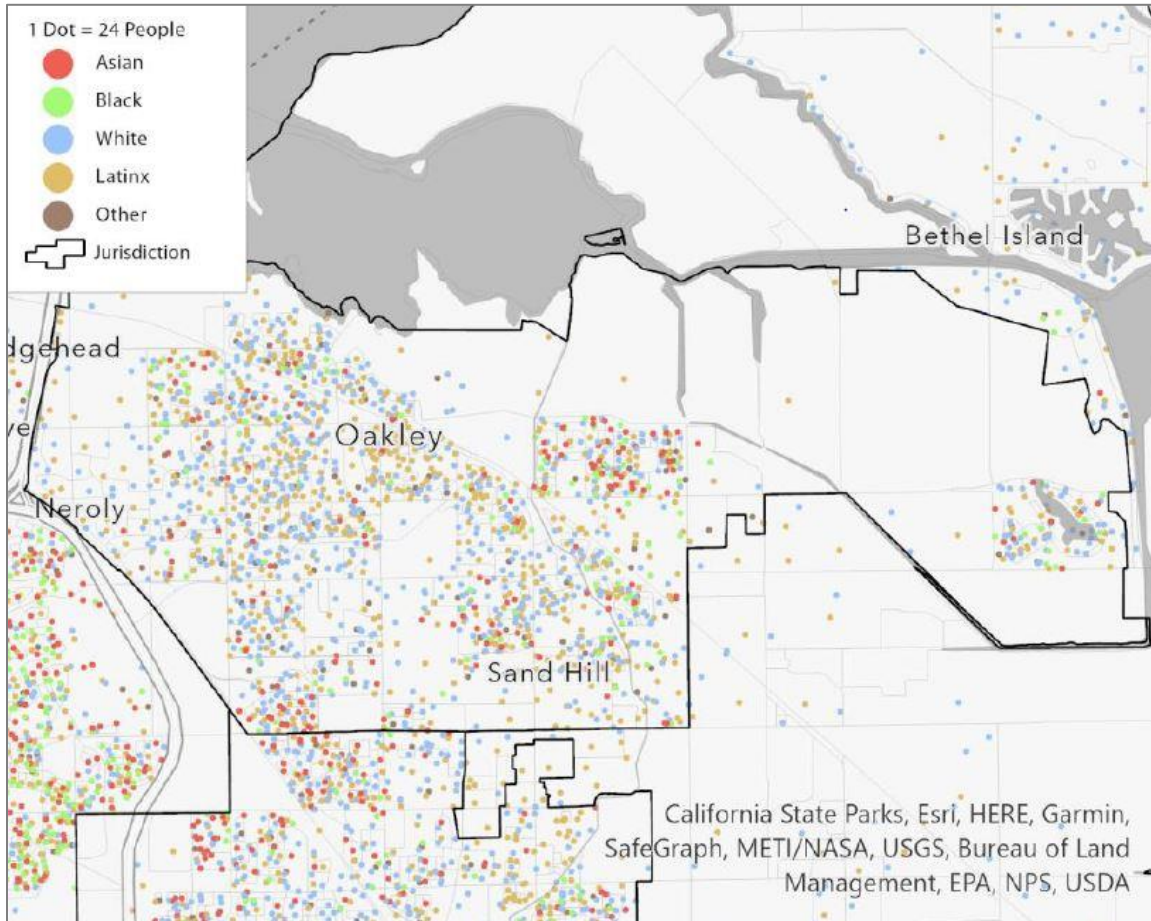 1 Dot = 24 People
Asian
Black
White
Latinx
Other
Jurisdiction
Bethel Island
dgehead
ve
Oakley
Neroly
Sand Hill
California State Parks, Esri, HERE, Garmin,
SafeGraph, METI/NASA, USGS, Bureau of Land
Management, EPA, NPS, USDA